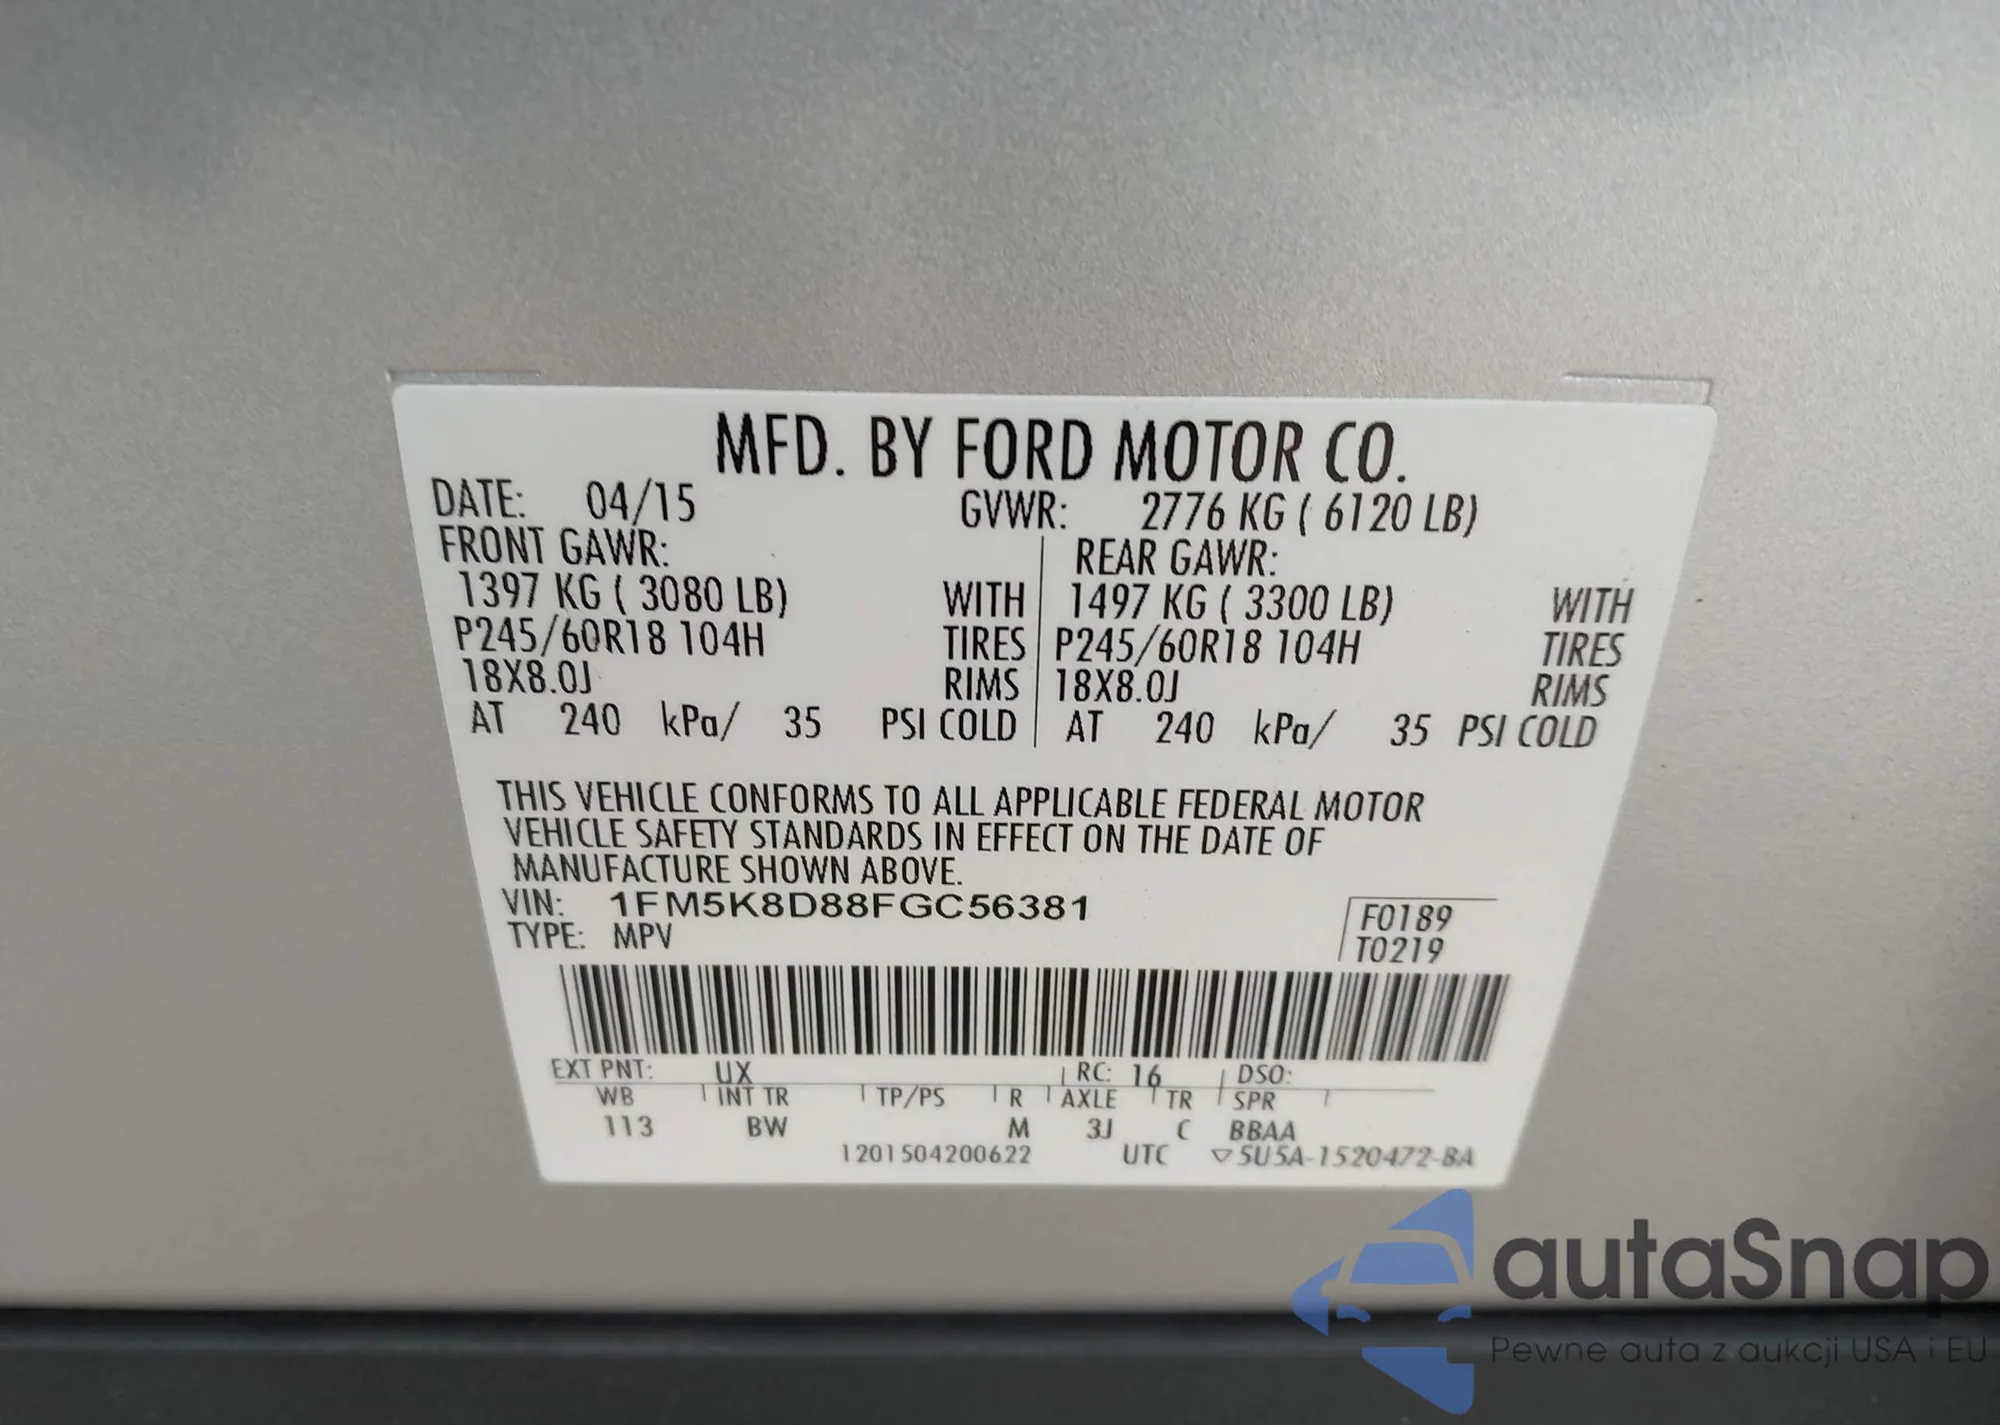 MFD. BY FORD MOTOR CO.
DATE: 04/15 GVWR: 2776 KG ( 6120 LB)
FRONT GAWR: REAR GAWR:
1397 KG ( 3080 LB) WITH 1497 KG ( 3300 LB) WITH
P245/60R18 104H TIRES P245/60R18 104H TIRES
18X8.0J RIMS 18X8.0J RIMS
AT 240 kPa/ 35 PSI COLD AT 240 kPa/ 35 PSI COLD
THIS VEHICLE CONFORMS TO ALL APPLICABLE FEDERAL MOTOR
VEHICLE SAFETY STANDARDS IN EFFECT ON THE DATE OF
MANUFACTURE SHOWN ABOVE.
VIN: 1FM5K8D88FGC56381
F0189
TYPE: MPV
T0219
EXT PNT: UX RC: 16 DSO:
WB INT TR TP/PS R AXLE TR SPR
113 BW M 3J C BBAA
1201504200622 UTC ▽5U5A-1520472-BA
autaSnap
Pewne auta z aukcji USA i EU